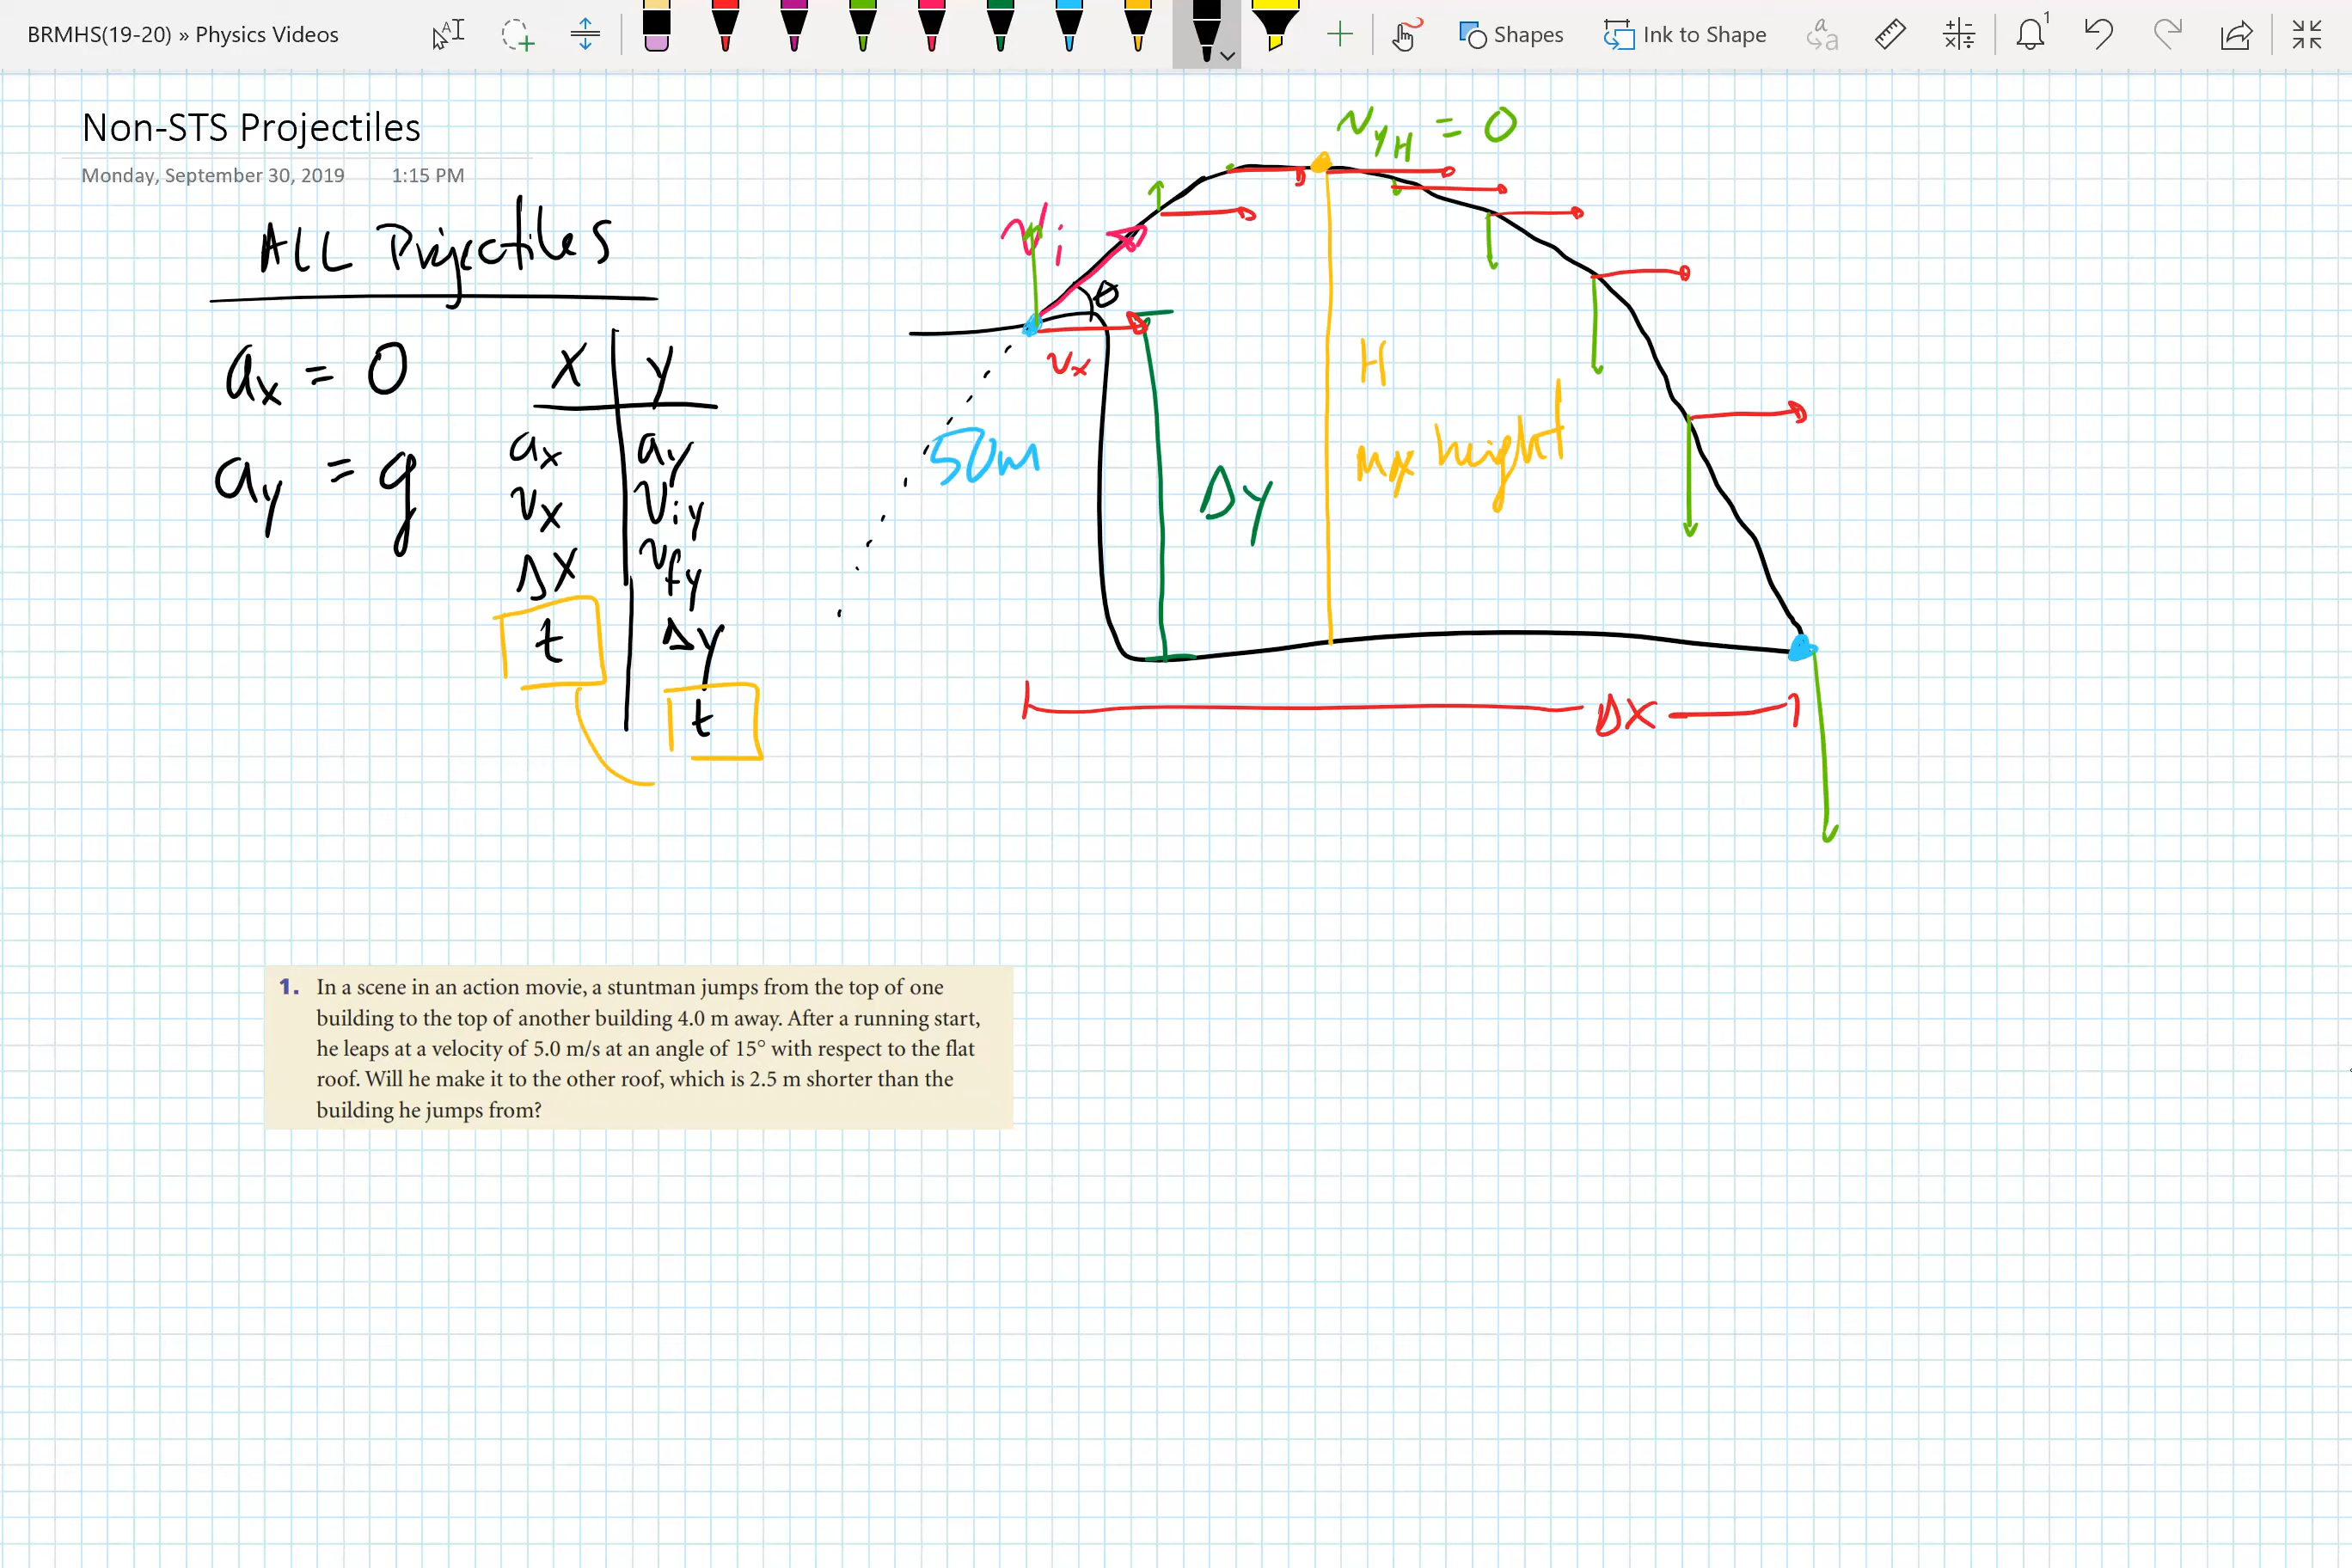 BRMHS(19-20) » Physics Videos
Shapes
Ink to Shape
1
Non-STS Projectiles
Monday, September 30, 2019 1:15 PM
ALL Projectiles
ax = 0
ay = g
x y
ax ay
vx viy
Δx vfy
t Δy
t
vi
θ
vx
50m
vyH = 0
H
max height
Δy
Δx
1. In a scene in an action movie, a stuntman jumps from the top of one
building to the top of another building 4.0 m away. After a running start,
he leaps at a velocity of 5.0 m/s at an angle of 15° with respect to the flat
roof. Will he make it to the other roof, which is 2.5 m shorter than the
building he jumps from?